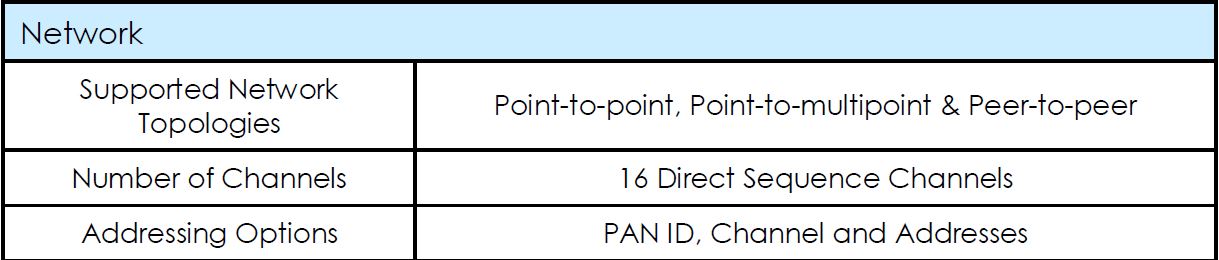 Network
Supported Network
Topologies
Point-to-point, Point-to-multipoint & Peer-to-peer
Number of Channels
16 Direct Sequence Channels
Addressing Options
PAN ID, Channel and Addresses